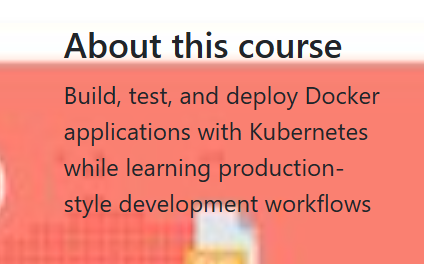 About this course
Build, test, and deploy Docker
applications with Kubernetes
while learning production-
style development workflows